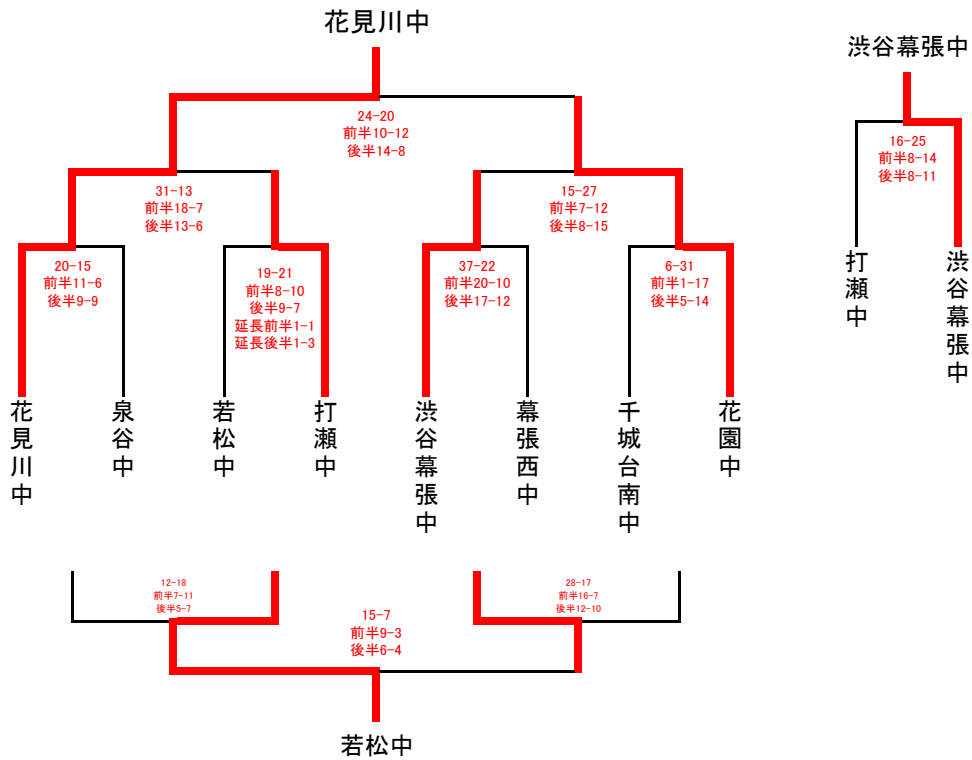 花見川中
渋谷幕張中
24-20
前半10-12
後半14-8
16-25
前半8-14
後半8-11
31-13
前半18-7
後半13-6
15-27
前半7-12
後半8-15
打瀬中
渋谷幕張中
20-15
前半11-6
後半9-9
19-21
前半8-10
後半9-7
延長前半1-1
延長後半1-3
37-22
前半20-10
後半17-12
6-31
前半1-17
後半5-14
花見川中
泉谷中
若松中
打瀬中
渋谷幕張中
幕張西中
千城台南中
花園中
12-18
前半7-11
後半5-7
28-17
前半16-7
後半12-10
15-7
前半9-3
後半6-4
若松中